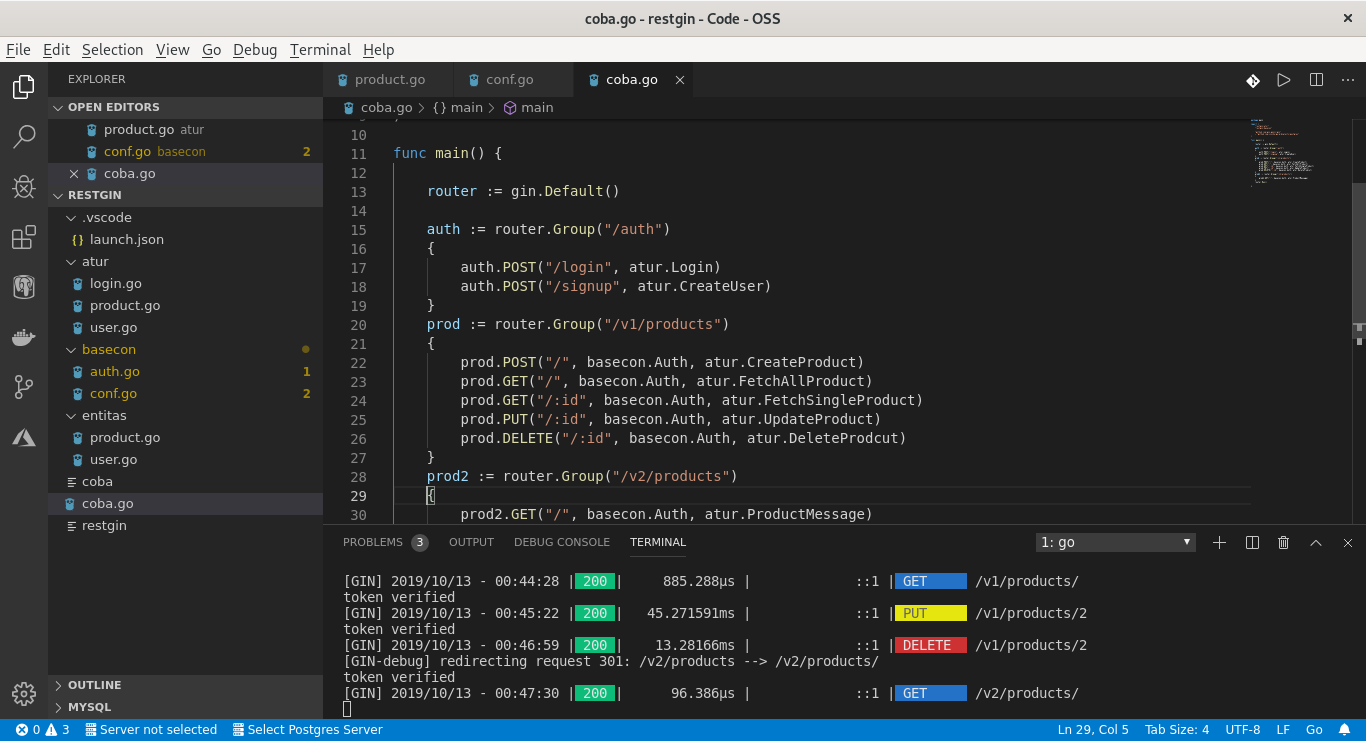 coba.go - restgin - Code - OSS
File Edit Selection View Go Debug Terminal Help
EXPLORER
OPEN EDITORS
product.go atur
conf.go basecon 2
coba.go
RESTGIN
.vscode
{} launch.json
atur
login.go
product.go
user.go
basecon
auth.go 1
conf.go 2
entitas
product.go
user.go
coba
coba.go
restgin
OUTLINE
MYSQL
product.go conf.go coba.go
coba.go > {} main > main
10
11 func main() {
12
13 router := gin.Default()
14
15 auth := router.Group("/auth")
16 {
17 auth.POST("/login", atur.Login)
18 auth.POST("/signup", atur.CreateUser)
19 }
20 prod := router.Group("/v1/products")
21 {
22 prod.POST("/", basecon.Auth, atur.CreateProduct)
23 prod.GET("/", basecon.Auth, atur.FetchAllProduct)
24 prod.GET("/:id", basecon.Auth, atur.FetchSingleProduct)
25 prod.PUT("/:id", basecon.Auth, atur.UpdateProduct)
26 prod.DELETE("/:id", basecon.Auth, atur.DeleteProdcut)
27 }
28 prod2 := router.Group("/v2/products")
29 {
30 prod2.GET("/", basecon.Auth, atur.ProductMessage)
PROBLEMS 3 OUTPUT DEBUG CONSOLE TERMINAL 1: go
[GIN] 2019/10/13 - 00:44:28 | 200 | 885.288µs | ::1 | GET /v1/products/
token verified
[GIN] 2019/10/13 - 00:45:22 | 200 | 45.271591ms | ::1 | PUT /v1/products/2
token verified
[GIN] 2019/10/13 - 00:46:59 | 200 | 13.28166ms | ::1 | DELETE /v1/products/2
[GIN-debug] redirecting request 301: /v2/products --> /v2/products/
token verified
[GIN] 2019/10/13 - 00:47:30 | 200 | 96.386µs | ::1 | GET /v2/products/
0 3 Server not selected Select Postgres Server Ln 29, Col 5 Tab Size: 4 UTF-8 LF Go